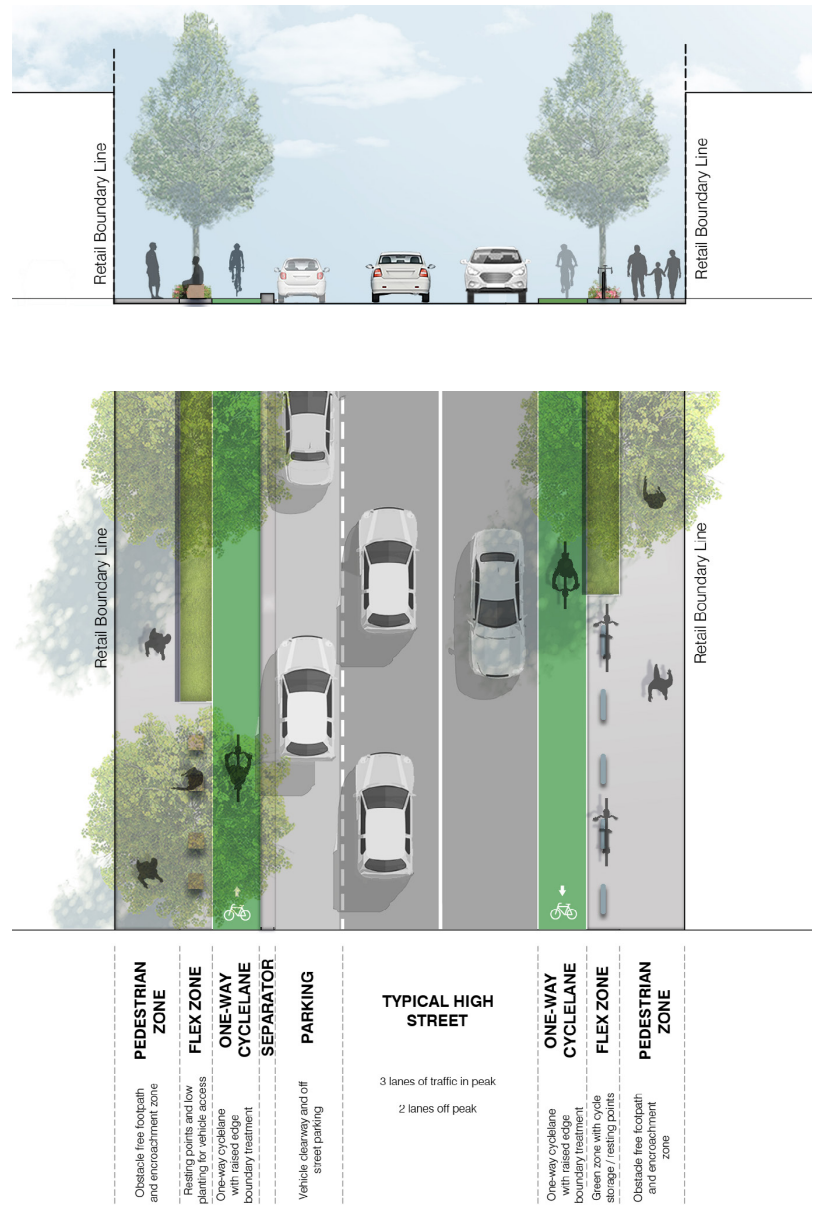 Retail Boundary Line
Retail Boundary Line
Retail Boundary Line
Retail Boundary Line
PEDESTRIAN
ZONE
Obstacle free footpath
and encroachment zone
FLEX ZONE
Resting points and low
planting for vehicle access
ONE-WAY
CYCLELANE
One-way cyclelane
with raised edge
boundary treatment
SEPARATOR
PARKING
Vehicle clearway and off
street parking
TYPICAL HIGH
STREET
3 lanes of traffic in peak
2 lanes off peak
ONE-WAY
CYCLELANE
One-way cyclelane
with raised edge
boundary treatment
FLEX ZONE
Green zone with cycle
storage / resting points
PEDESTRIAN
ZONE
Obstacle free footpath
and encroachment
zone